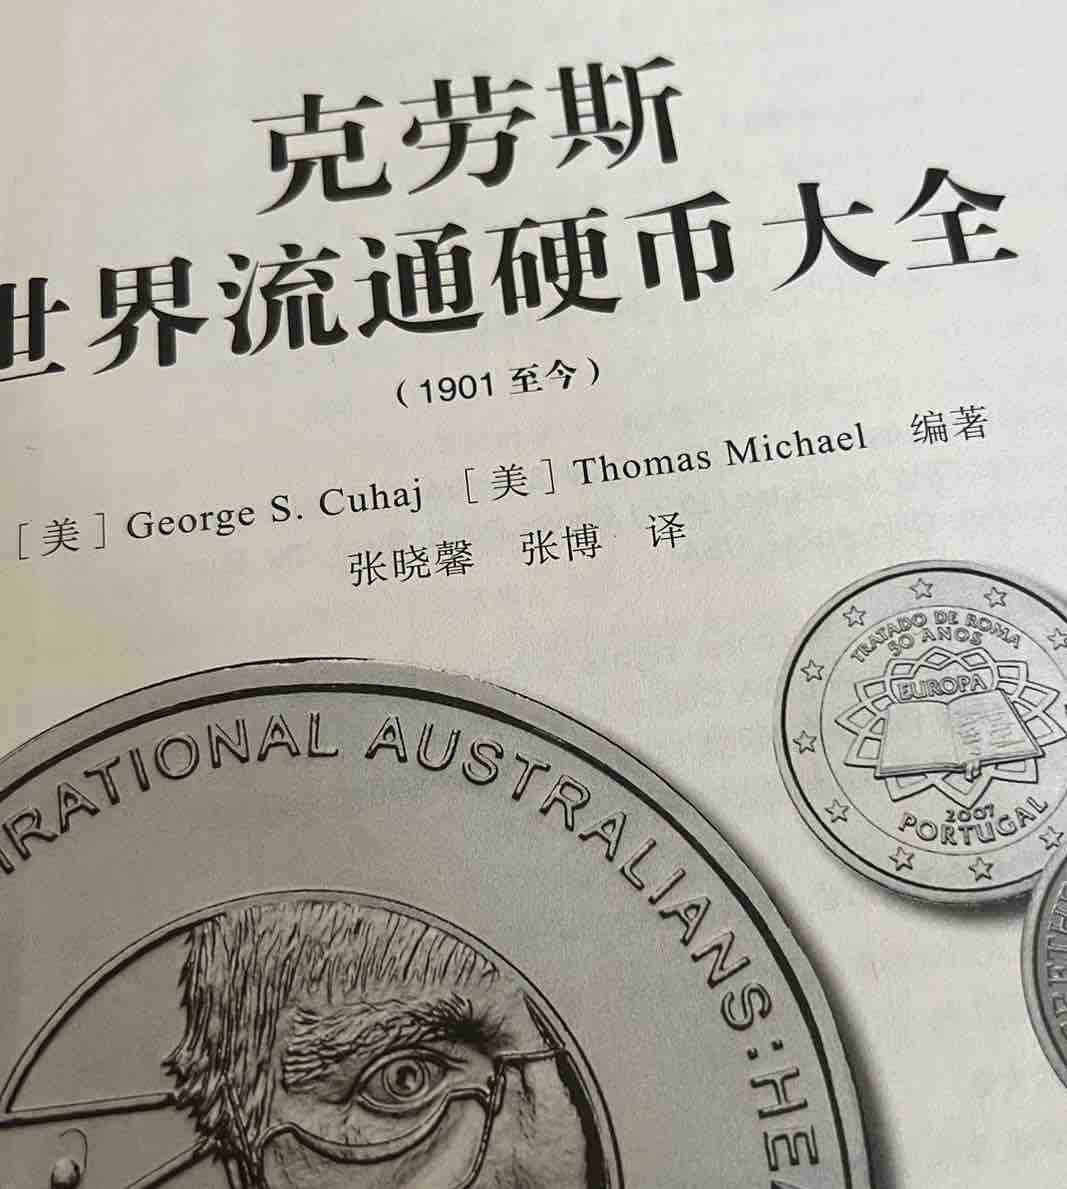 克劳斯
世界流通硬币大全
（1901 至今）
［美］George S. Cuhaj ［美］Thomas Michael 编著
张晓馨 张博 译
TRATADO DE ROMA
50 ANOS
EUROPA
2007
PORTUGAL
IRATIONAL AUSTRALIANS:HEA